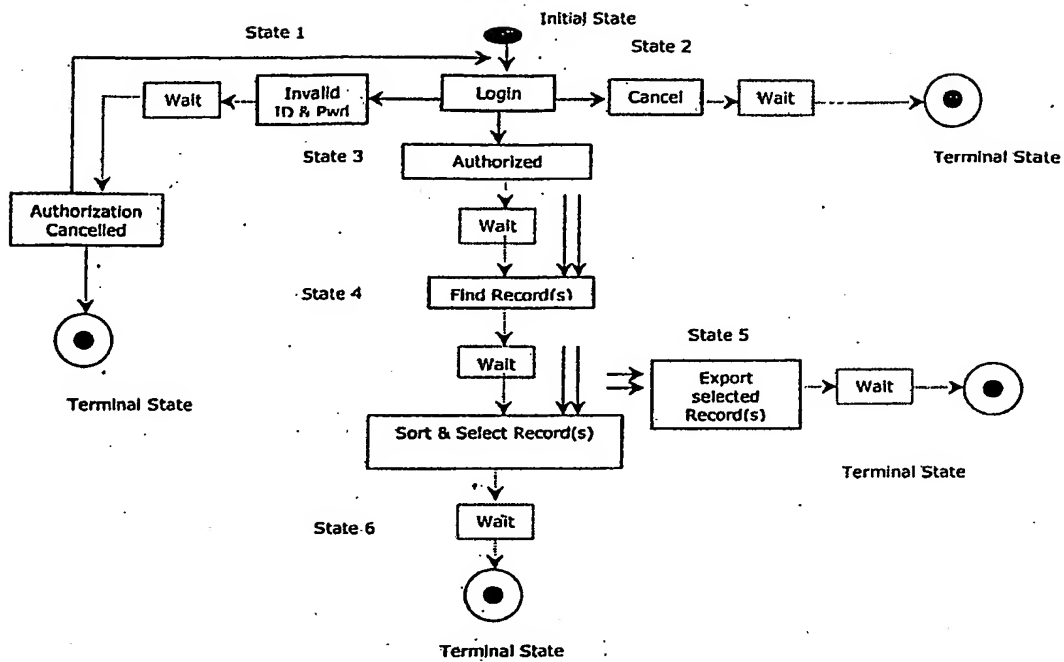 Initial State
State 1
State 2
Login
Invalid
ID & Pwd
Wait
Cancel
Wait
Terminal State
State 3
Authorized
Authorization
Cancelled
Wait
State 4
Find Record(s)
Terminal State
Wait
State 5
Export
selected
Record(s)
Wait
Sort & Select Record(s)
Terminal State
State 6
Wait
Terminal State